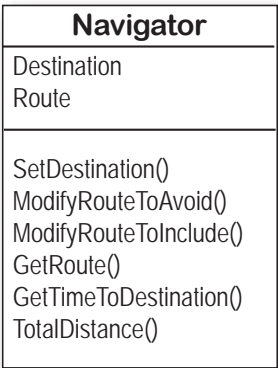 Navigator
Destination
Route
SetDestination()
ModifyRouteToAvoid()
ModifyRouteToInclude()
GetRoute()
GetTimeToDestination()
TotalDistance()